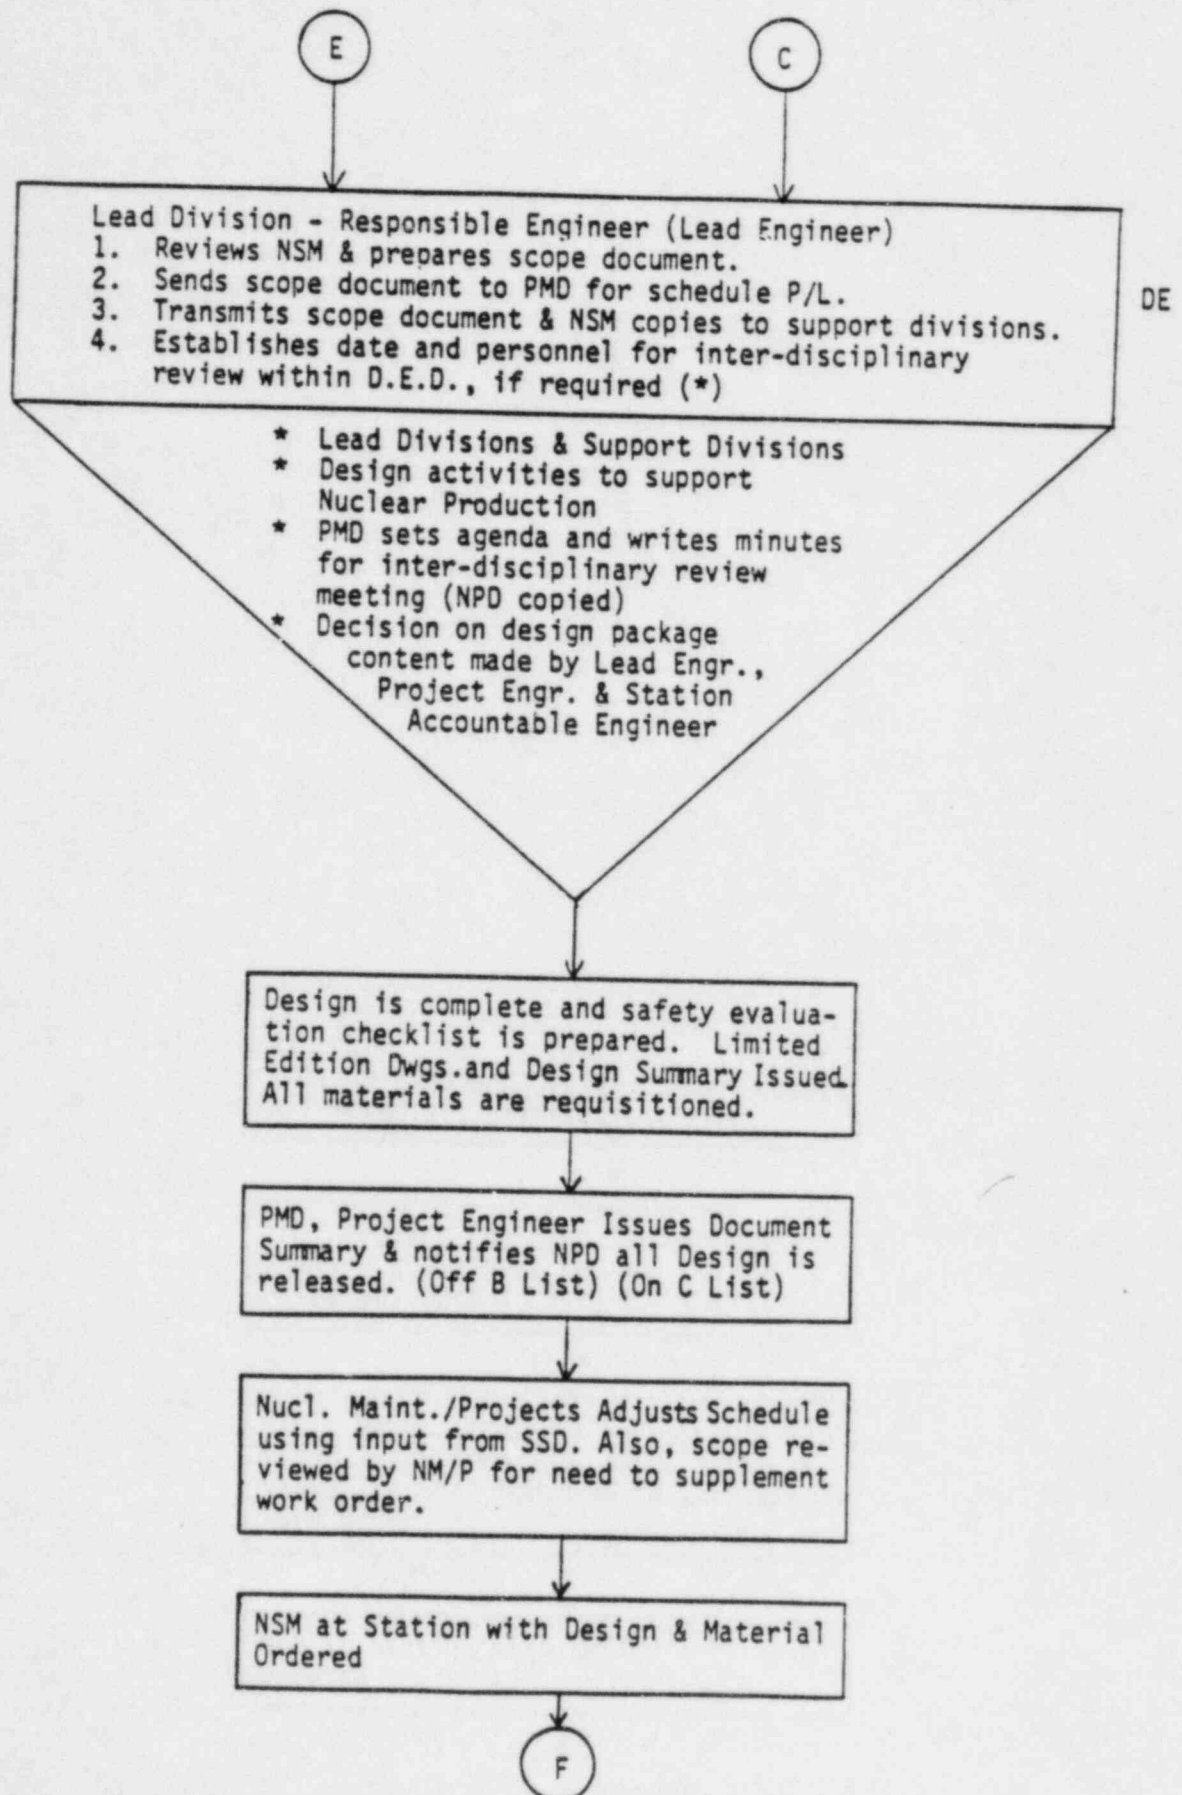 E
C
Lead Division - Responsible Engineer (Lead Engineer)
1. Reviews NSM & prepares scope document.
2. Sends scope document to PMD for schedule P/L.
3. Transmits scope document & NSM copies to support divisions.
4. Establishes date and personnel for inter-disciplinary
review within D.E.D., if required (*)
DE
* Lead Divisions & Support Divisions
* Design activities to support
Nuclear Production
* PMD sets agenda and writes minutes
for inter-disciplinary review
meeting (NPD copied)
* Decision on design package
content made by Lead Engr.,
Project Engr. & Station
Accountable Engineer
Design is complete and safety evalua-
tion checklist is prepared. Limited
Edition Dwgs.and Design Summary Issued.
All materials are requisitioned.
PMD, Project Engineer Issues Document
Summary & notifies NPD all Design is
released. (Off B List) (On C List)
Nucl. Maint./Projects Adjusts Schedule
using input from SSD. Also, scope re-
viewed by NM/P for need to supplement
work order.
NSM at Station with Design & Material
Ordered
F